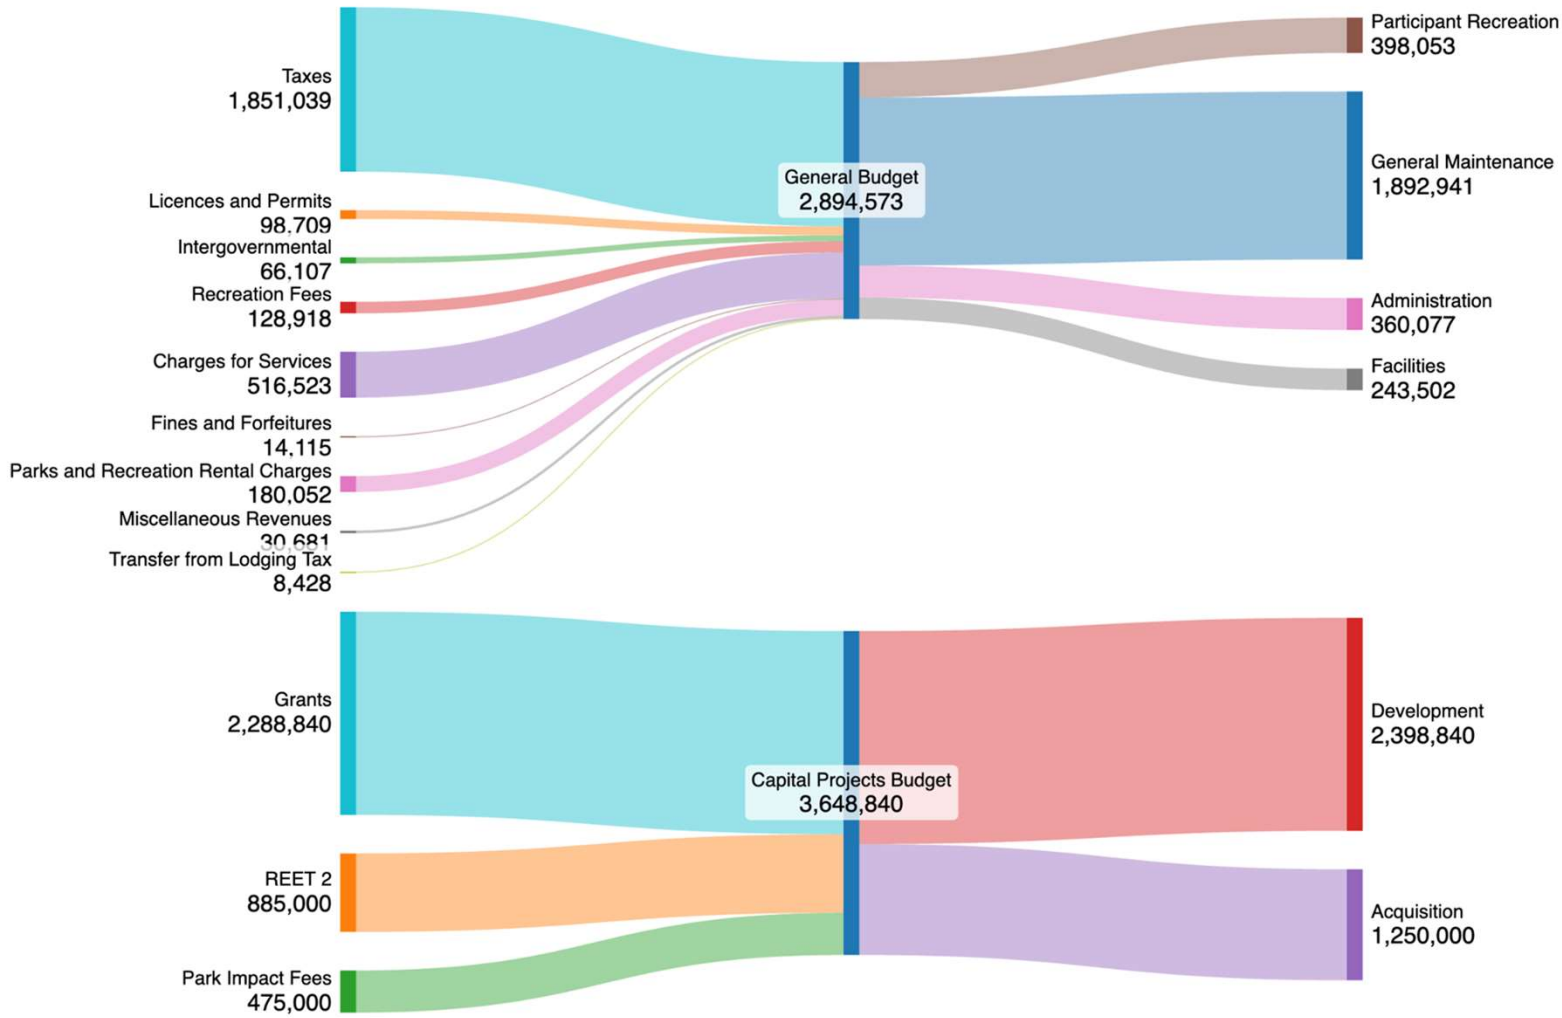 Taxes
1,851,039
Licences and Permits
98,709
Intergovernmental
66,107
Recreation Fees
128,918
Charges for Services
516,523
Fines and Forfeitures
14,115
Parks and Recreation Rental Charges
180,052
Miscellaneous Revenues
30,681
Transfer from Lodging Tax
8,428
General Budget
2,894,573
Participant Recreation
398,053
General Maintenance
1,892,941
Administration
360,077
Facilities
243,502
Grants
2,288,840
REET 2
885,000
Park Impact Fees
475,000
Capital Projects Budget
3,648,840
Development
2,398,840
Acquisition
1,250,000